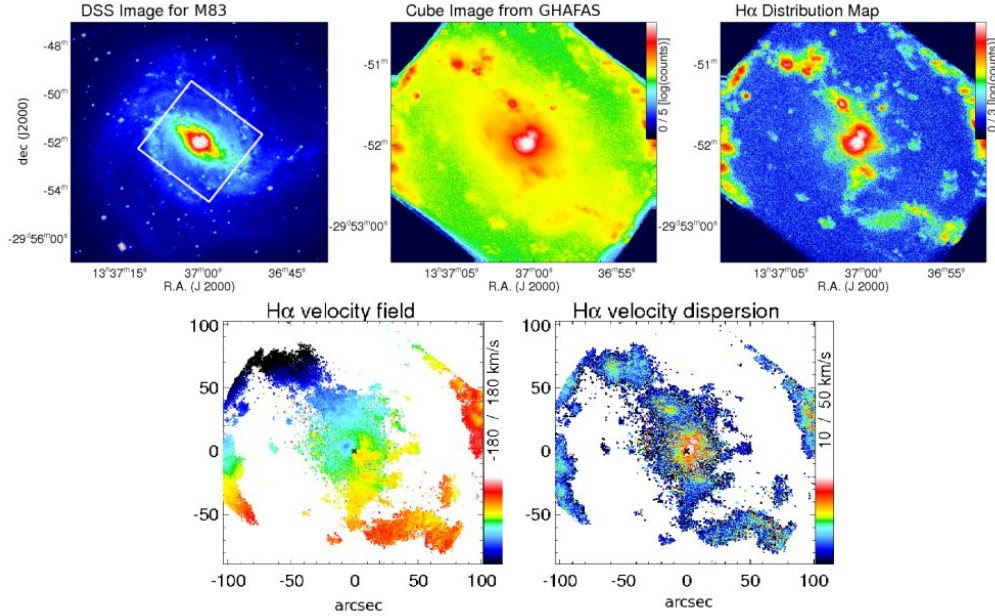 DSS Image for M83
Cube Image from GHAFAS
Hα Distribution Map
-48ᵐ
-50ᵐ
-52ᵐ
-54ᵐ
-29ᵈ56ᵐ00ˢ
dec (J2000)
13ʰ37ᵐ15ˢ
37ᵐ00ˢ
36ᵐ45ˢ
R.A. (J 2000)
-51ᵐ
-52ᵐ
-29ᵈ53ᵐ00ˢ
0 / 5 [log(counts)]
13ʰ37ᵐ05ˢ
37ᵐ00ˢ
36ᵐ55ˢ
R.A. (J 2000)
-51ᵐ
-52ᵐ
-29ᵈ53ᵐ00ˢ
0 / 3 [log(counts)]
13ʰ37ᵐ05ˢ
37ᵐ00ˢ
36ᵐ55ˢ
R.A. (J 2000)
Hα velocity field
100
50
0
-50
-100
-50
0
50
100
arcsec
-180 / 180 km/s
Hα velocity dispersion
100
50
0
-50
-100
-50
0
50
100
arcsec
10 / 50 km/s